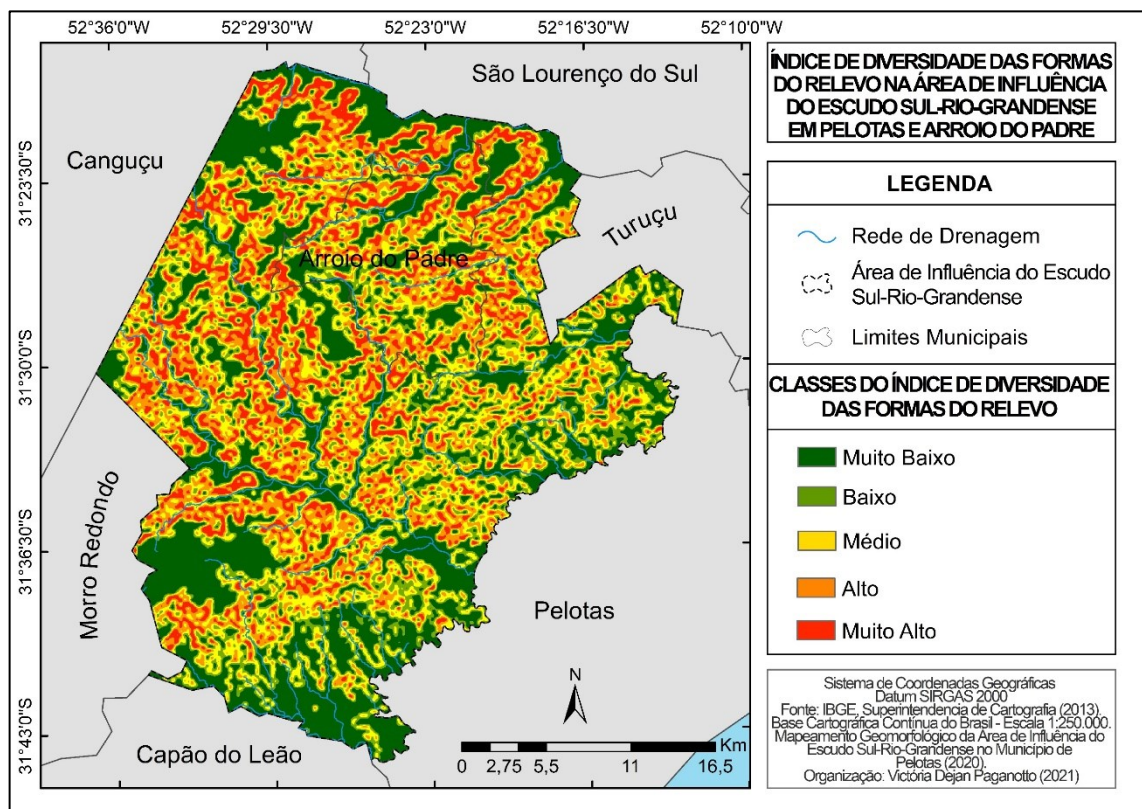 52°36'0"W
52°29'30"W
52°23'0"W
52°16'30"W
52°10'0"W
31°23'30"S
31°30'0"S
31°36'30"S
31°43'0"S
São Lourenço do Sul
Canguçu
Turuçu
Arroio do Padre
Morro Redondo
Pelotas
Capão do Leão
N
Km
0 2,75 5,5 11 16,5
ÍNDICE DE DIVERSIDADE DAS FORMAS
DO RELEVO NA ÁREA DE INFLUÊNCIA
DO ESCUDO SUL-RIO-GRANDENSE
EM PELOTAS E ARROIO DO PADRE
LEGENDA
Rede de Drenagem
Área de Influência do Escudo
Sul-Rio-Grandense
Limites Municipais
CLASSES DO ÍNDICE DE DIVERSIDADE
DAS FORMAS DO RELEVO
Muito Baixo
Baixo
Médio
Alto
Muito Alto
Sistema de Coordenadas Geográficas
Datum SIRGAS 2000
Fonte: IBGE, Superintendencia de Cartografia (2013).
Base Cartográfica Contínua do Brasil - Escala 1:250.000.
Mapeamento Geomorfológico da Área de Influência do
Escudo Sul-Rio-Grandense no Município de
Pelotas (2020).
Organização: Victória Dejan Paganotto (2021)